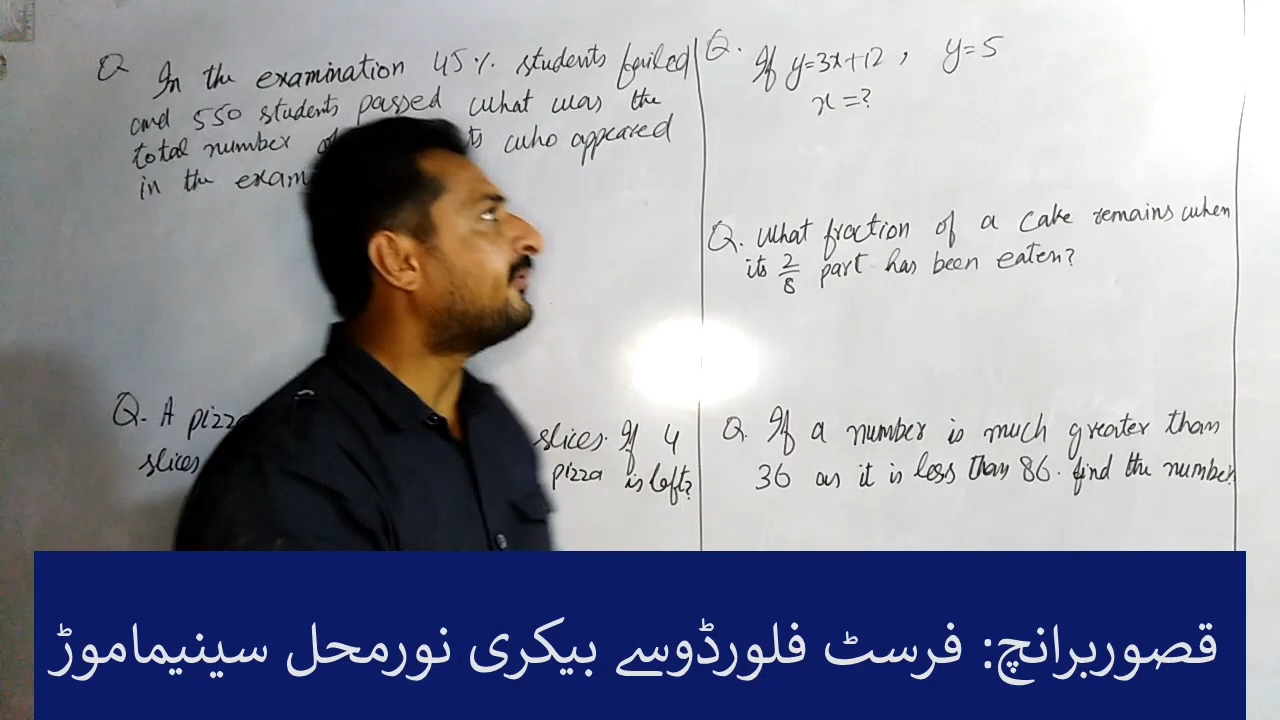 Q In the examination 45% students failed
and 550 students passed what was the
total number who appeared
in the exam
Q. A pizza slices. If 4
slices pizza is left?
Q. If y=3x+12, y=5
x=?
Q. What fraction of a cake remains when
its 2/8 part has been eaten?
Q. If a number is much greater than
36 as it is less than 86. find the number.
قصوربرانچ: فرسٹ فلورڈوسے بیکری نورمحل سینیماموڑ